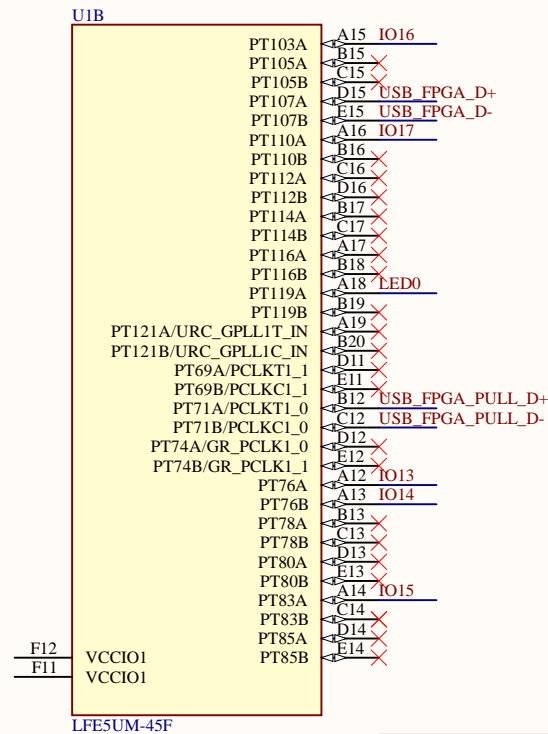 U1B
PT103A A15 IO16
PT105A B15
PT105B C15
PT107A D15 USB_FPGA_D+
PT107B E15 USB_FPGA_D-
PT110A A16 IO17
PT110B B16
PT112A C16
PT112B D16
PT114A B17
PT114B C17
PT116A A17
PT116B B18
PT119A A18 LED0
PT119B B19
PT121A/URC_GPLL1T_IN A19
PT121B/URC_GPLL1C_IN B20
PT69A/PCLKT1_1 D11
PT69B/PCLKC1_1 E11
PT71A/PCLKT1_0 B12 USB_FPGA_PULL_D+
PT71B/PCLKC1_0 C12 USB_FPGA_PULL_D-
PT74A/GR_PCLK1_0 D12
PT74B/GR_PCLK1_1 E12
PT76A A12 IO13
PT76B A13 IO14
PT78A B13
PT78B C13
PT80A D13
PT80B E13
PT83A A14 IO15
PT83B C14
PT85A D14
PT85B E14
F12 VCCIO1
F11 VCCIO1
LFE5UM-45F